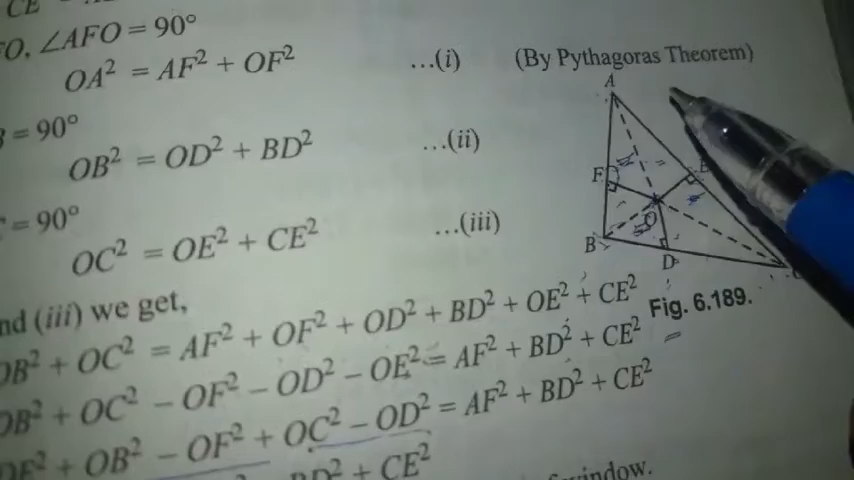 CE
FO, ∠AFO = 90°
OA² = AF² + OF² ...(i) (By Pythagoras Theorem)
= 90°
OB² = OD² + BD² ...(ii)
= 90°
OC² = OE² + CE² ...(iii)
A
F
E
O
B
D
Fig. 6.189.
nd (iii) we get,
OB² + OC² = AF² + OF² + OD² + BD² + OE² + CE²
OB² + OC² − OF² − OD² − OE² = AF² + BD² + CE²
+ OB² − OF² + OC² − OD² = AF² + BD² + CE²
BD² + CE²
window.